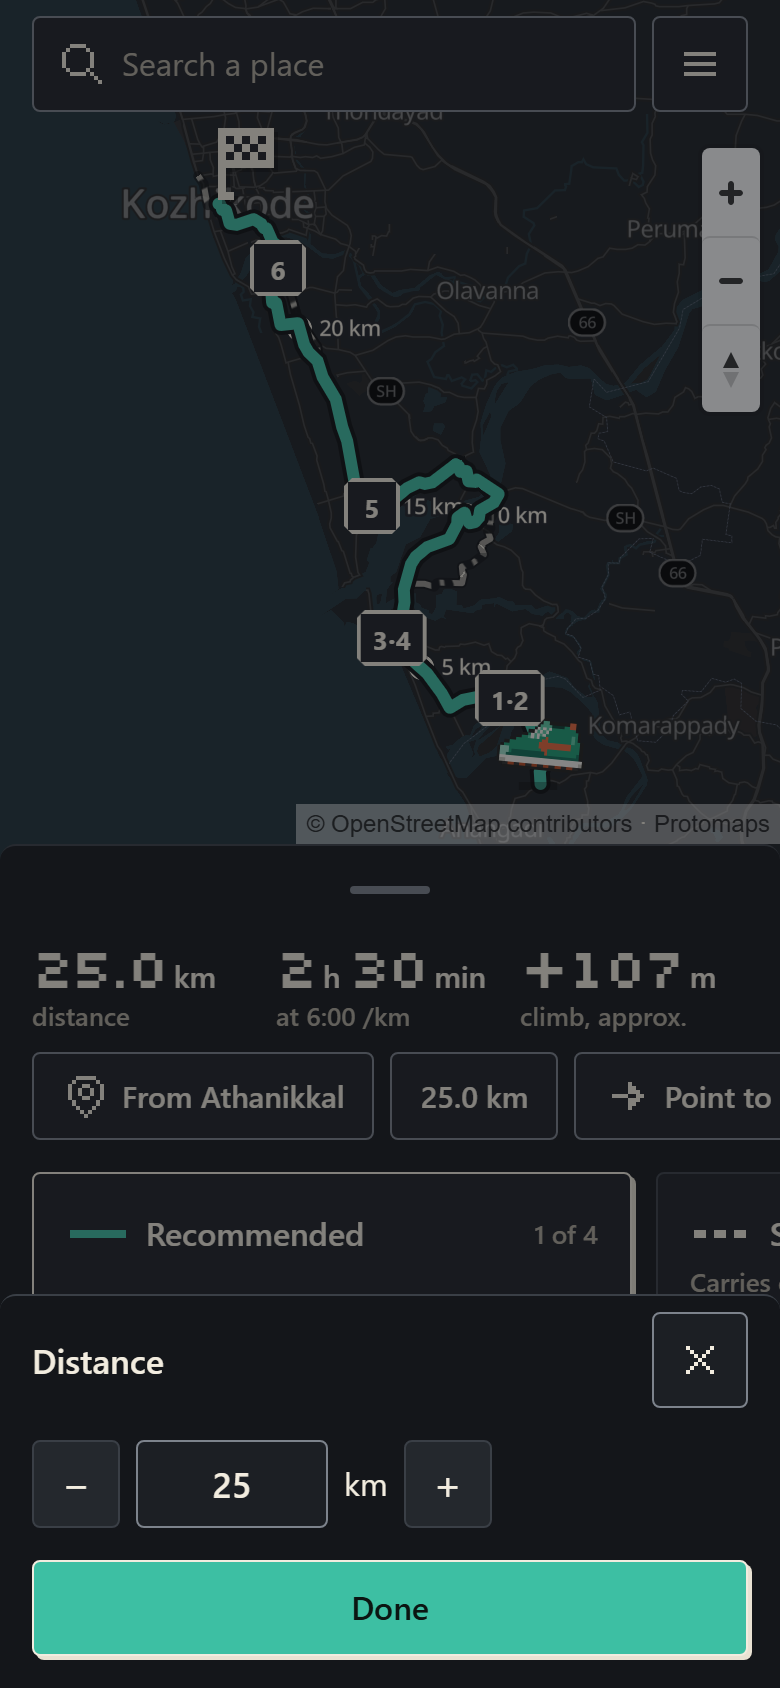 Search a place
Thondayad
Kozhikode
6
Olavanna
66
20 km
SH
5
15 km
0 km
SH
66
3·4
5 km
1·2
Komarappady
© OpenStreetMap contributors · Protomaps
25.0 km
2 h 30 min
+107 m
distance
at 6:00 /km
climb, approx.
From Athanikkal
25.0 km
Point to
Recommended
1 of 4
Carries
Distance
−
25
km
+
Done